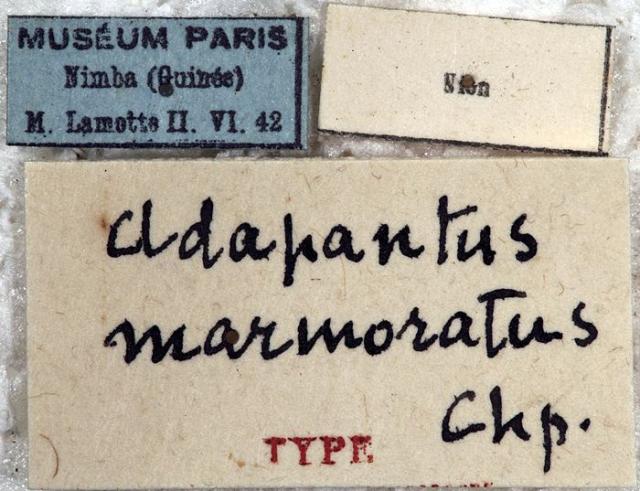 MUSÉUM PARIS
Nimba (Guinée)
M. Lamotte II. VI. 42
Nion
Adapantus
marmoratus
Chp.
TYPE